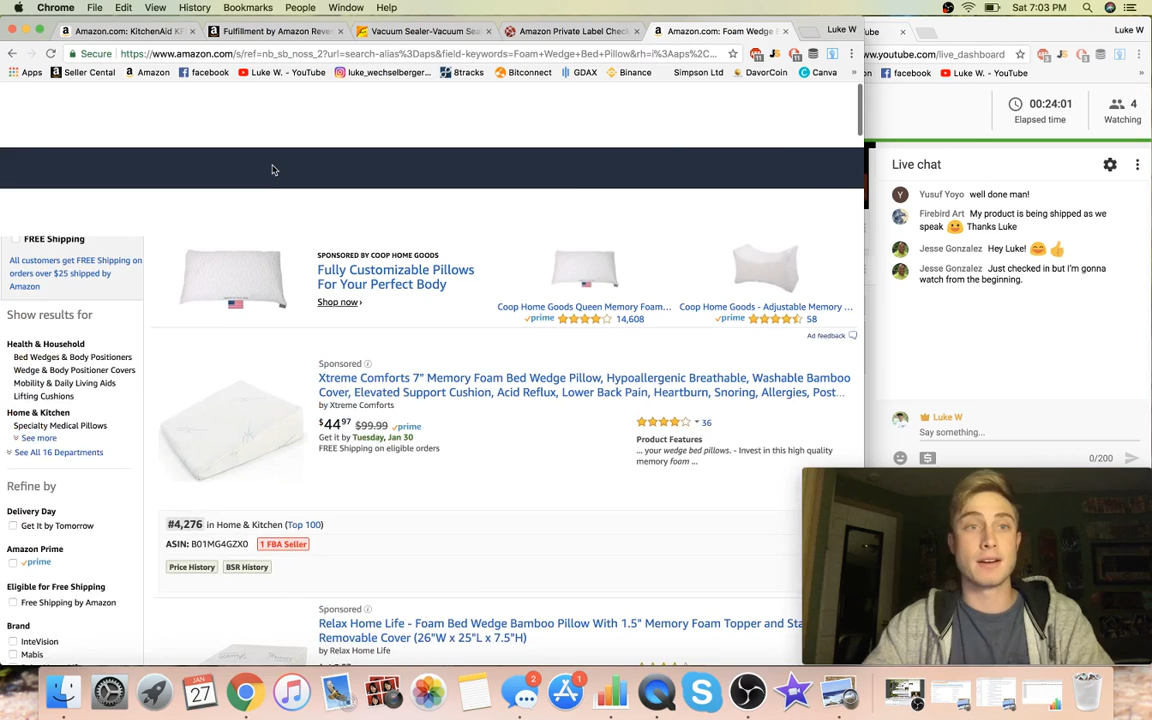 Chrome File Edit View History Bookmarks People Window Help
Sat 7:03 PM
Amazon.com: KitchenAid
Fulfillment by Amazon Reve
Vacuum Sealer-Vacuum Se
Amazon Private Label Check
Amazon.com: Foam Wedge
Luke W
Luke W
Secure https://www.amazon.com/s/ref=nb_sb_noss_2?url=search-alias%3Daps&field-keywords=Foam+Wedge+Bed+Pillow&rh=i%3Aaps%2C...
ww.youtube.com/live_dashboard
Apps Seller Cental Amazon facebook Luke W. - YouTube luke_wechselberger... 8tracks Bitconnect GDAX Binance Simpson Ltd DavorCoin Canva
facebook Luke W. - YouTube
00:24:01
Elapsed time
4
Watching
Live chat
Yusuf Yoyo well done man!
Firebird Art My product is being shipped as we
speak Thanks Luke
Jesse Gonzalez Hey Luke!
Jesse Gonzalez Just checked in but I'm gonna
watch from the beginning.
Luke W
Say something...
0/200
FREE Shipping
All customers get FREE Shipping on
orders over $25 shipped by
Amazon
Show results for
Health & Household
Bed Wedges & Body Positioners
Wedge & Body Positioner Covers
Mobility & Daily Living Aids
Lifting Cushions
Home & Kitchen
Specialty Medical Pillows
See more
See All 16 Departments
Refine by
Delivery Day
Get It by Tomorrow
Amazon Prime
prime
Eligible for Free Shipping
Free Shipping by Amazon
Brand
InteVision
Mabis
SPONSORED BY COOP HOME GOODS
Fully Customizable Pillows
For Your Perfect Body
Shop now
Coop Home Goods Queen Memory Foam...
prime 14,608
Coop Home Goods - Adjustable Memory ...
prime 58
Ad feedback
Sponsored
Xtreme Comforts 7" Memory Foam Bed Wedge Pillow, Hypoallergenic Breathable, Washable Bamboo
Cover, Elevated Support Cushion, Acid Reflux, Lower Back Pain, Heartburn, Snoring, Allergies, Post...
by Xtreme Comforts
$44.97 $99.99 prime
Get it by Tuesday, Jan 30
FREE Shipping on eligible orders
36
Product Features
... your wedge bed pillows. - Invest in this high quality
memory foam ...
#4,276 in Home & Kitchen (Top 100)
ASIN: B01MG4GZX0 1 FBA Seller
Price History BSR History
Sponsored
Relax Home Life - Foam Bed Wedge Bamboo Pillow With 1.5" Memory Foam Topper and
Removable Cover (26"W x 25"L x 7.5"H)
by Relax Home Life
JAN
27
2
1